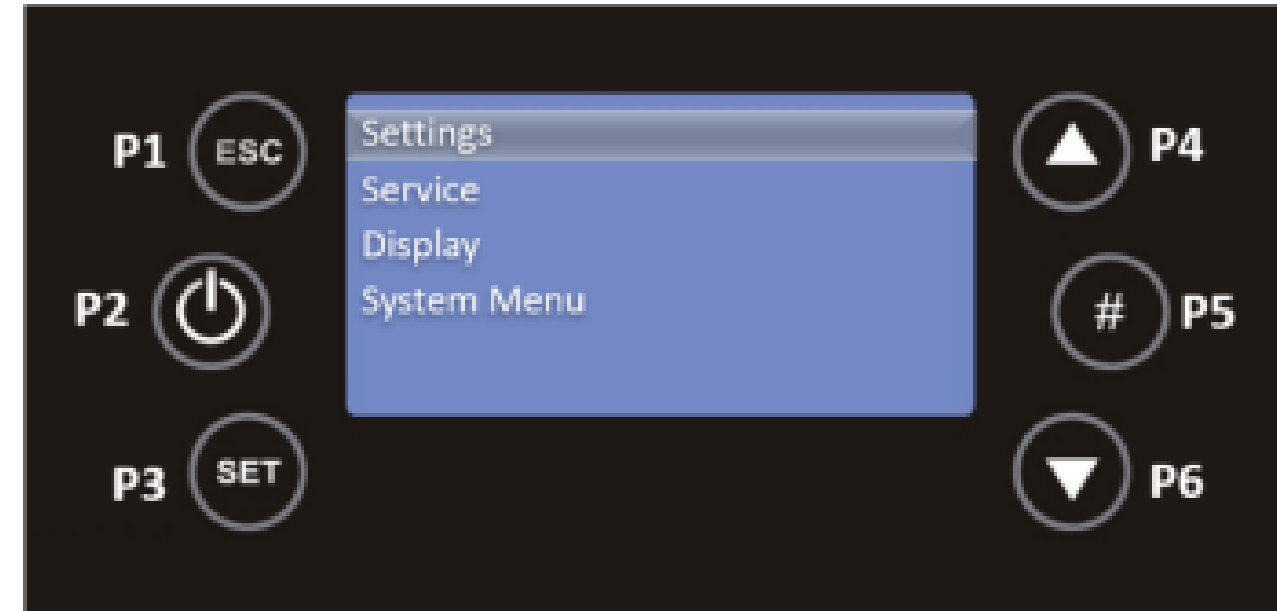 P1 ESC
Settings
P4
Service
Display
P2
System Menu
# P5
P3 SET
P6